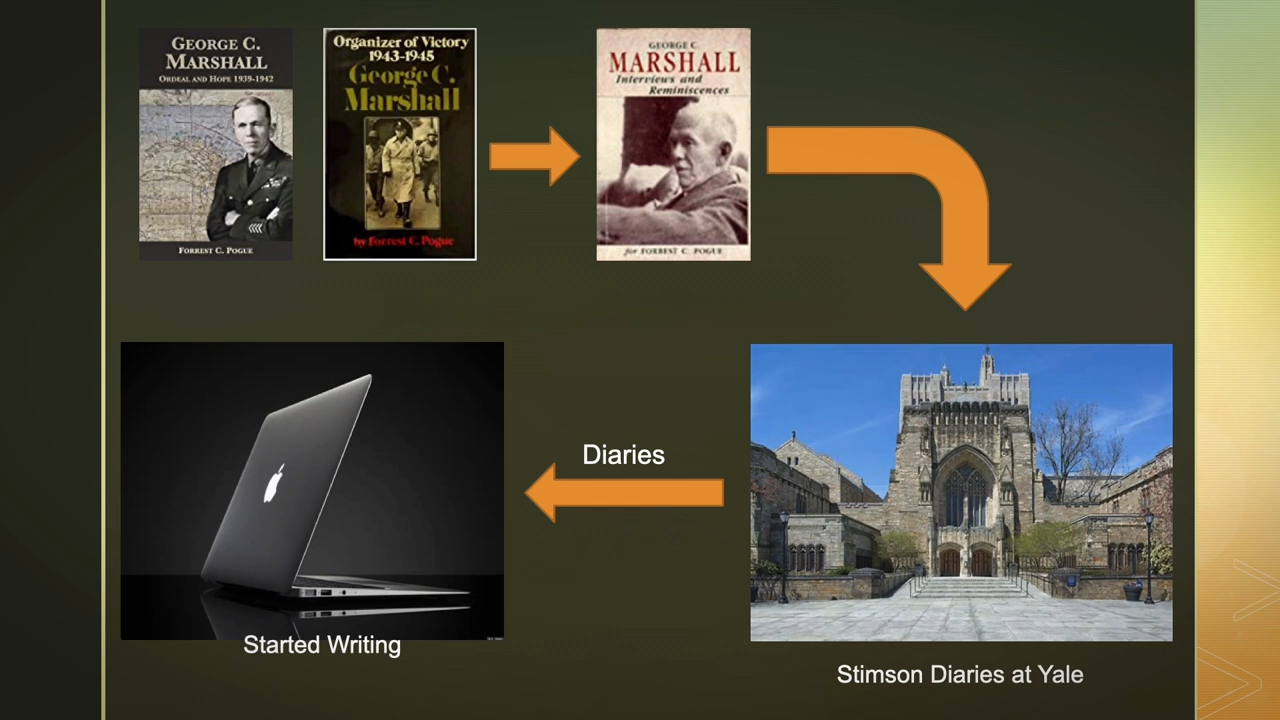 GEORGE C.
MARSHALL
ORDEAL AND HOPE 1939-1942
FORREST C. POGUE
Organizer of Victory
1943-1945
George C.
Marshall
by Forrest C. Pogue
GEORGE C.
MARSHALL
Interviews and
Reminiscences
for FORREST C. POGUE
Diaries
Started Writing
Stimson Diaries at Yale